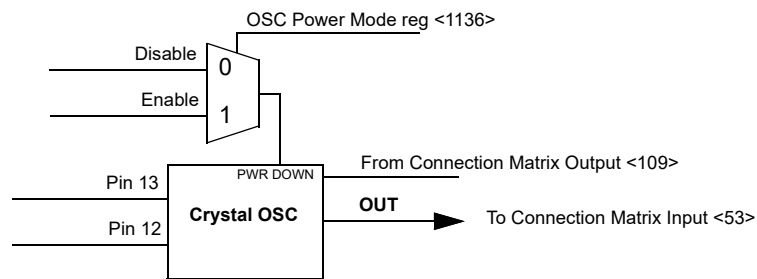 OSC Power Mode reg <1136>
Disable
0
Enable
1
PWR DOWN
From Connection Matrix Output <109>
Pin 13
Crystal OSC
OUT
To Connection Matrix Input <53>
Pin 12